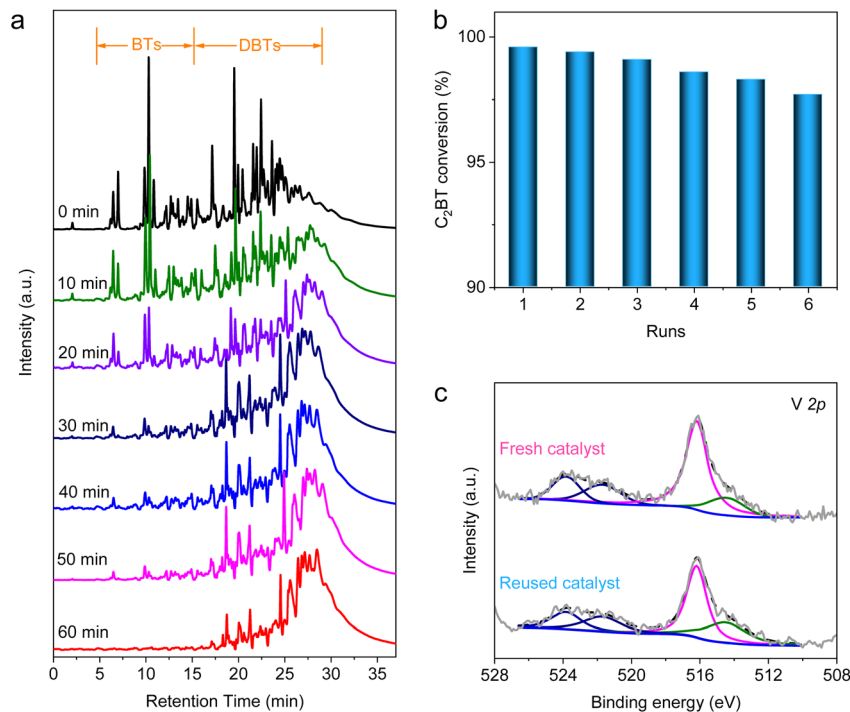 a
BTs
DBTs
0 min
10 min
20 min
30 min
40 min
50 min
60 min
Intensity (a.u.)
0 5 10 15 20 25 30 35
Retention Time (min)
b
100
95
90
C₂BT conversion (%)
1 2 3 4 5 6
Runs
c
V 2p
Fresh catalyst
Reused catalyst
Intensity (a.u.)
528 524 520 516 512 508
Binding energy (eV)